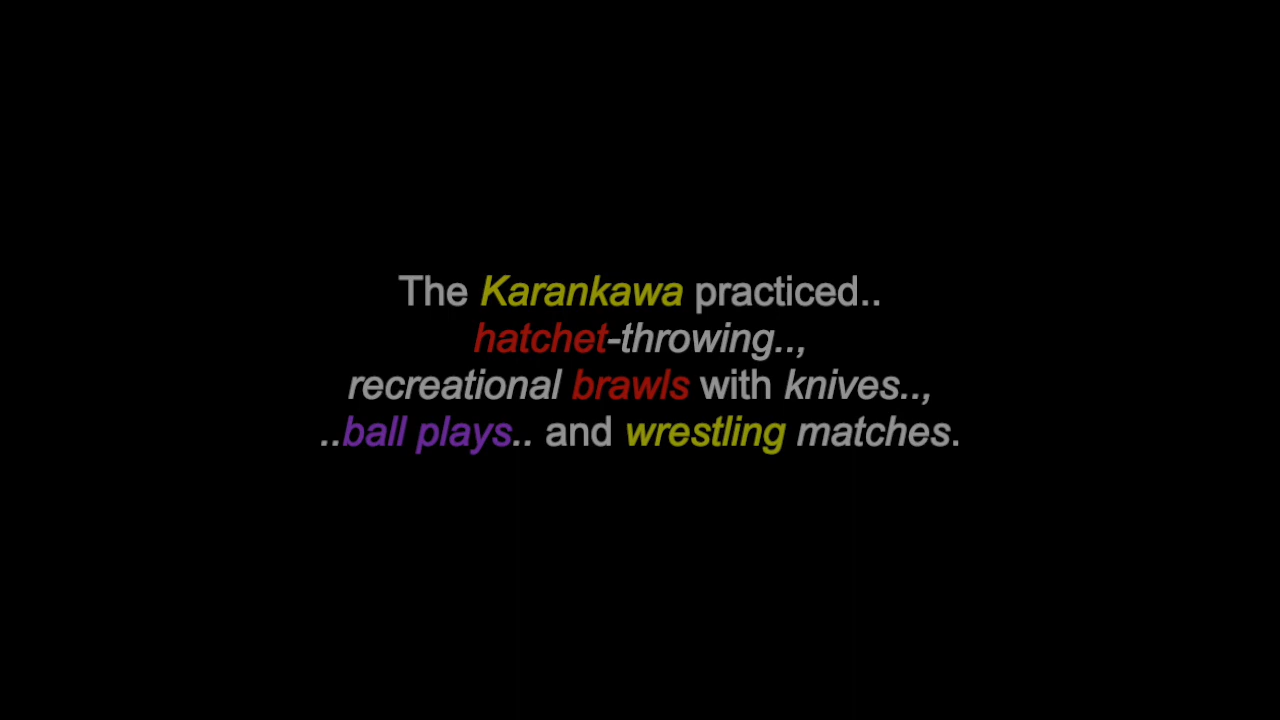 The Karankawa practiced..
hatchet-throwing..,
recreational brawls with knives..,
..ball plays.. and wrestling matches.